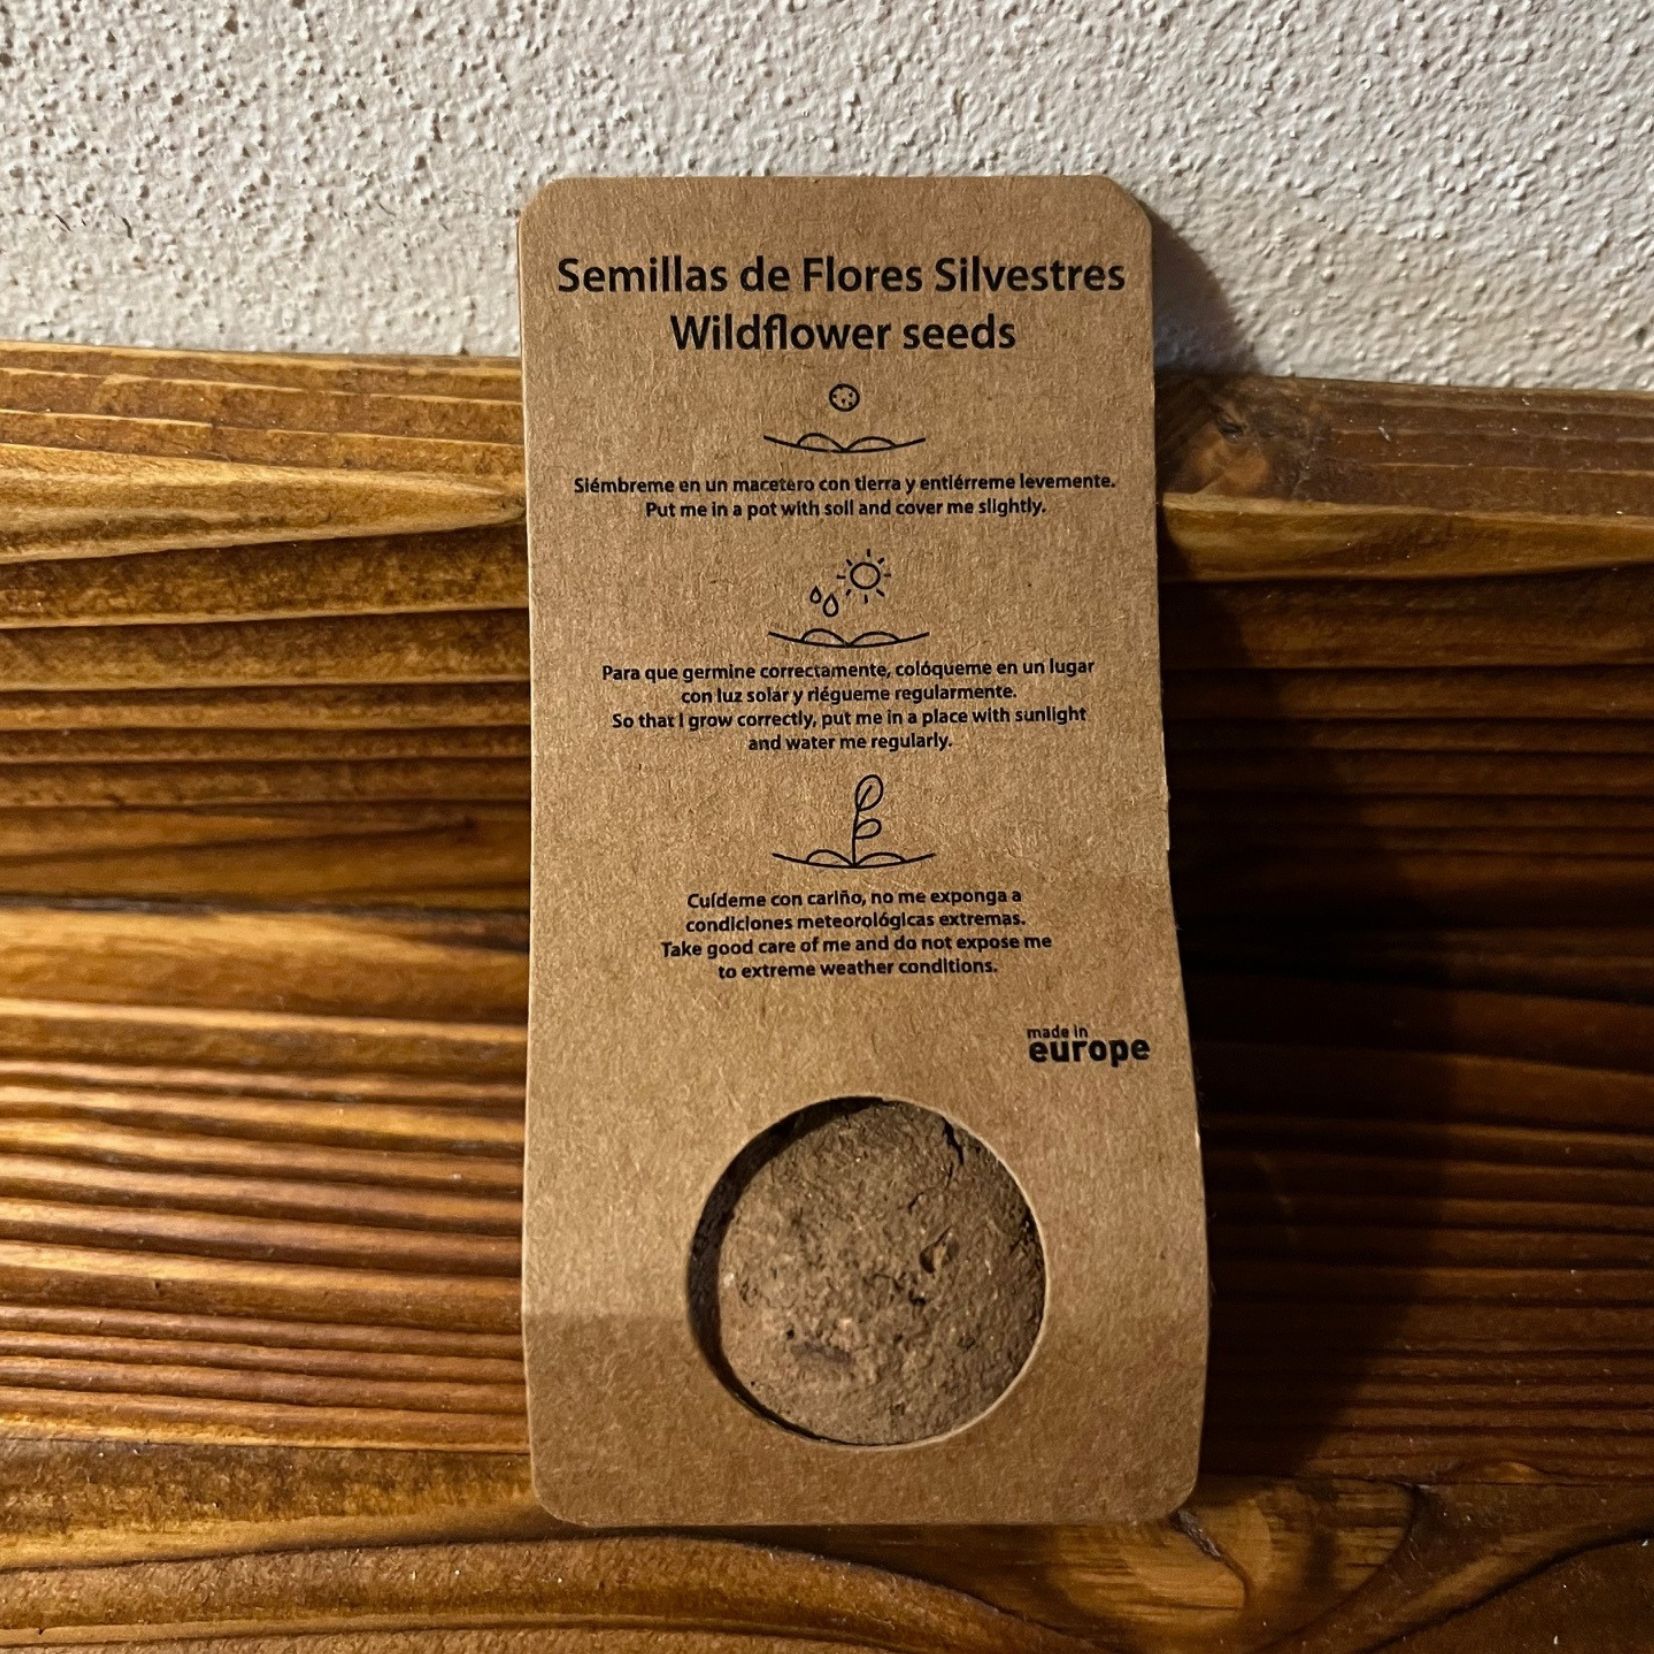 Semillas de Flores Silvestres
Wildflower seeds
Siémbreme en un macetero con tierra y entiérreme levemente.
Put me in a pot with soil and cover me slightly.
Para que germine correctamente, colóqueme en un lugar
con luz solar y riégueme regularmente.
So that I grow correctly, put me in a place with sunlight
and water me regularly.
Cuídeme con cariño, no me exponga a
condiciones meteorológicas extremas.
Take good care of me and do not expose me
to extreme weather conditions.
made in
europe